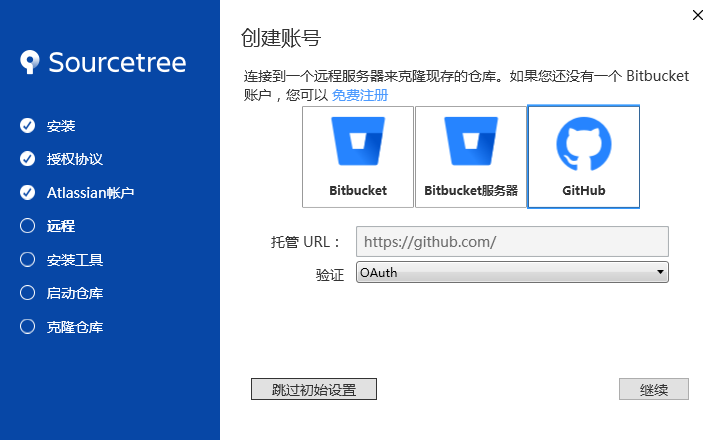 Sourcetree
安装
授权协议
Atlassian帐户
远程
安装工具
启动仓库
克隆仓库
创建账号
连接到一个远程服务器来克隆现存的仓库。如果您还没有一个 Bitbucket
账户，您可以 免费注册
Bitbucket
Bitbucket服务器
GitHub
托管 URL：
https://github.com/
验证
OAuth
跳过初始设置
继续